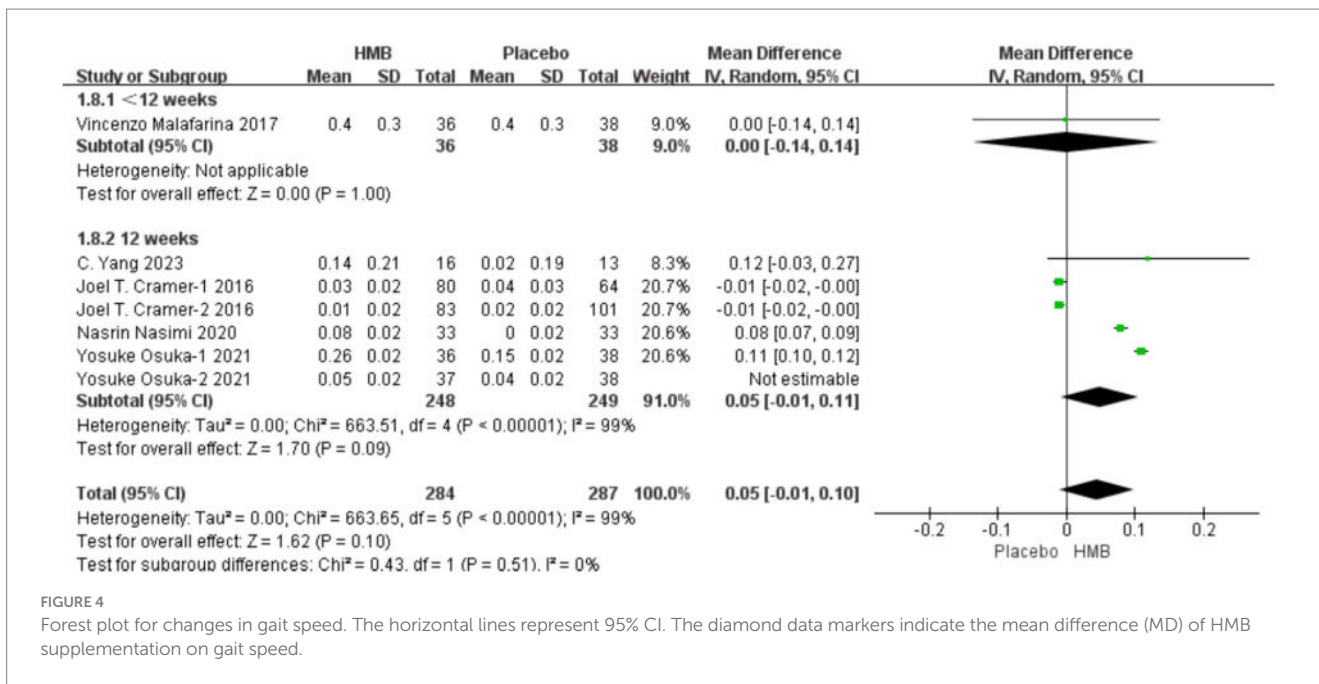 HMB Placebo Mean Difference Mean Difference
Study or Subgroup Mean SD Total Mean SD Total Weight IV, Random, 95% CI IV, Random, 95% CI
1.8.1 <12 weeks
Vincenzo Malafarina 2017 0.4 0.3 36 0.4 0.3 38 9.0% 0.00 [-0.14, 0.14]
Subtotal (95% CI) 36 38 9.0% 0.00 [-0.14, 0.14]
Heterogeneity: Not applicable
Test for overall effect: Z = 0.00 (P = 1.00)
1.8.2 12 weeks
C. Yang 2023 0.14 0.21 16 0.02 0.19 13 8.3% 0.12 [-0.03, 0.27]
Joel T. Cramer-1 2016 0.03 0.02 80 0.04 0.03 64 20.7% -0.01 [-0.02, -0.00]
Joel T. Cramer-2 2016 0.01 0.02 83 0.02 0.02 101 20.7% -0.01 [-0.02, -0.00]
Nasrin Nasimi 2020 0.08 0.02 33 0 0.02 33 20.6% 0.08 [0.07, 0.09]
Yosuke Osuka-1 2021 0.26 0.02 36 0.15 0.02 38 20.6% 0.11 [0.10, 0.12]
Yosuke Osuka-2 2021 0.05 0.02 37 0.04 0.02 38 Not estimable
Subtotal (95% CI) 248 249 91.0% 0.05 [-0.01, 0.11]
Heterogeneity: Tau² = 0.00; Chi² = 663.51, df = 4 (P < 0.00001); I² = 99%
Test for overall effect: Z = 1.70 (P = 0.09)
Total (95% CI) 284 287 100.0% 0.05 [-0.01, 0.10]
Heterogeneity: Tau² = 0.00; Chi² = 663.65, df = 5 (P < 0.00001); I² = 99%
Test for overall effect: Z = 1.62 (P = 0.10)
Test for subgroup differences: Chi² = 0.43. df = 1 (P = 0.51). I² = 0%
-0.2 -0.1 0 0.1 0.2
Placebo HMB
FIGURE 4
Forest plot for changes in gait speed. The horizontal lines represent 95% CI. The diamond data markers indicate the mean difference (MD) of HMB
supplementation on gait speed.